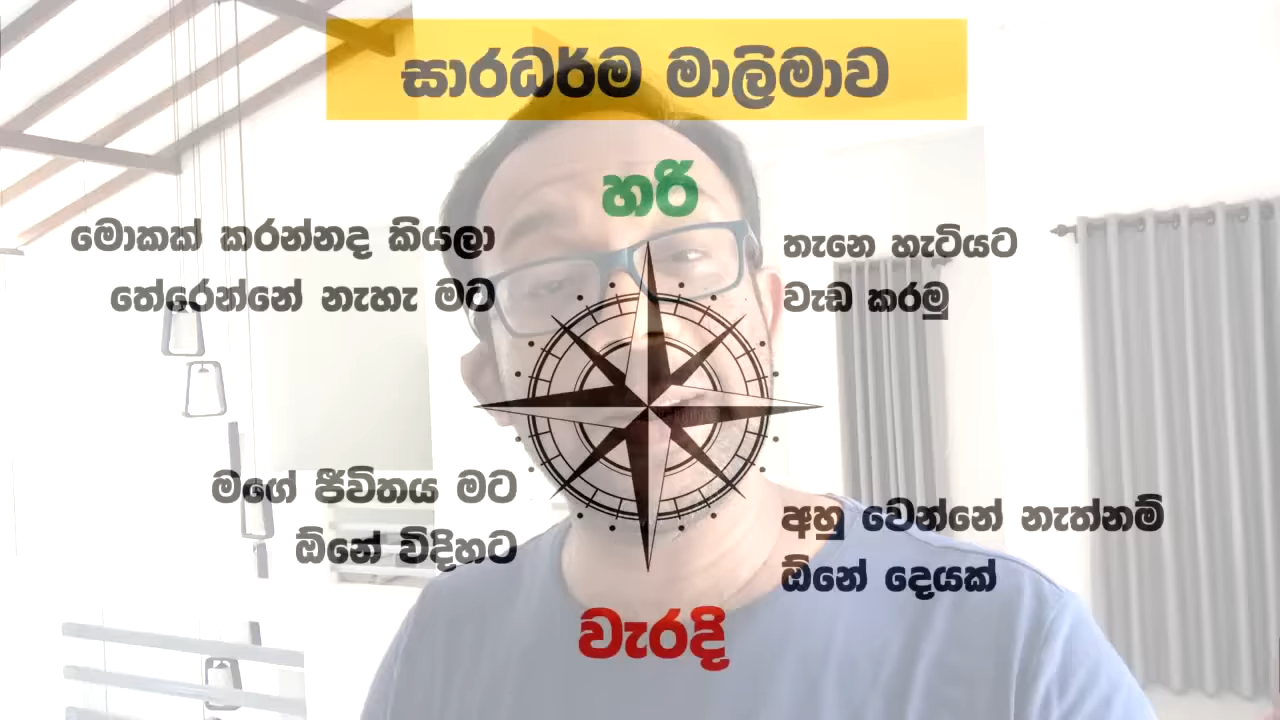 සාරධර්ම මාලිමාව
හරි
මොකක් කරන්නද කියලා
තේරෙන්නේ නැහැ මට
තැනෙ හැටියට
වැඩ කරමු
මගේ ජීවිතය මට
ඕනේ විදිහට
අහු වෙන්නේ නැත්නම්
ඕනේ දෙයක්
වැරදි